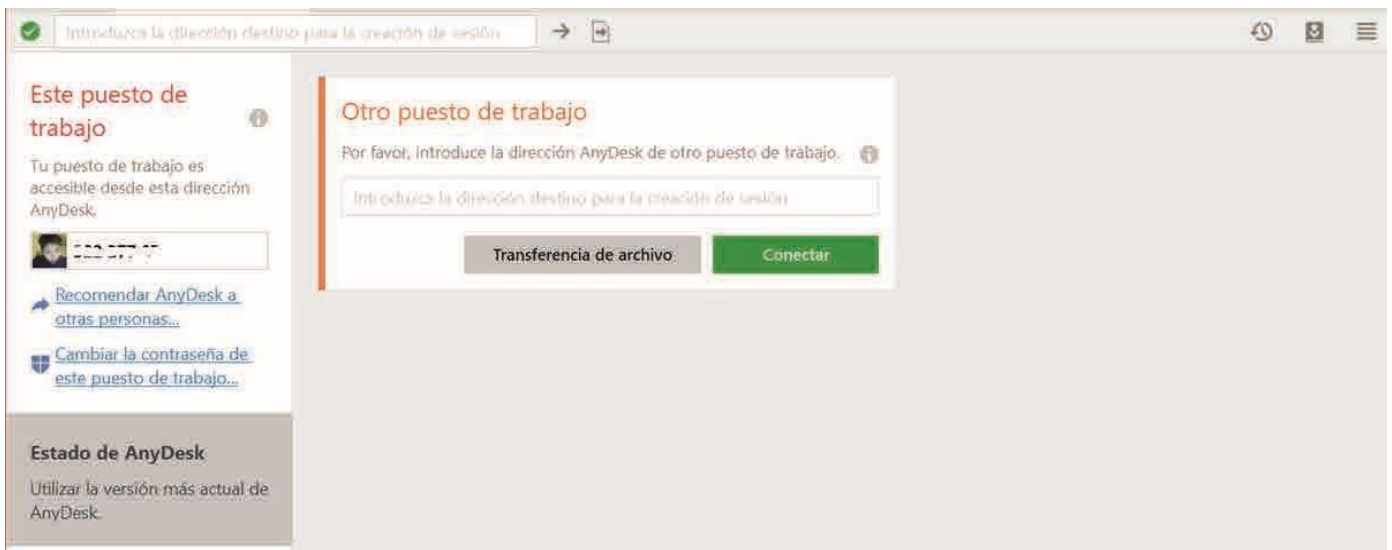 Introduzca la dirección destino para la creación de sesión
Este puesto de
trabajo
Tu puesto de trabajo es
accesible desde esta dirección
AnyDesk.
Recomendar AnyDesk a
otras personas...
Cambiar la contraseña de
este puesto de trabajo...
Estado de AnyDesk
Utilizar la versión más actual de
AnyDesk.
Otro puesto de trabajo
Por favor, introduce la dirección AnyDesk de otro puesto de trabajo.
Introduzca la dirección destino para la creación de sesión
Transferencia de archivo
Conectar